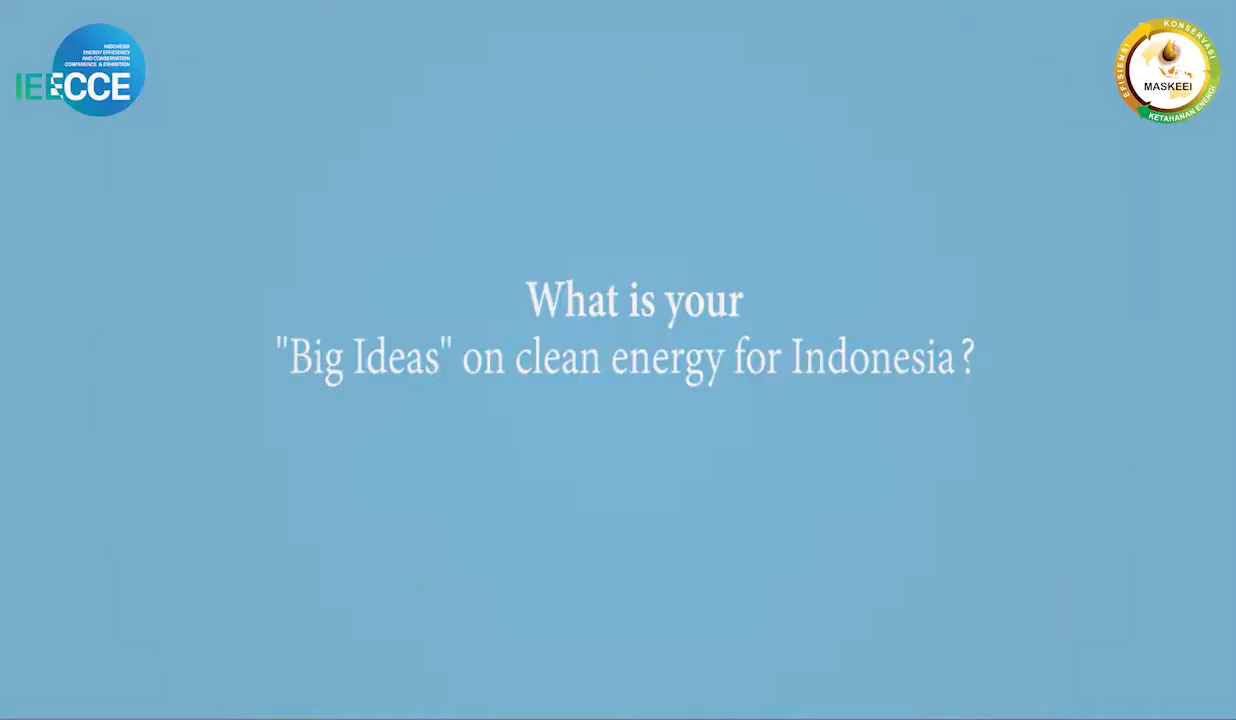 INDONESIA
ENERGY EFFICIENCY
AND CONSERVATION
CONFERENCE & EXHIBITION
IEECCE
KONSERVASI
EFISIENSI
MASKEEI
KETAHANAN ENERGI
What is your
"Big Ideas" on clean energy for Indonesia?